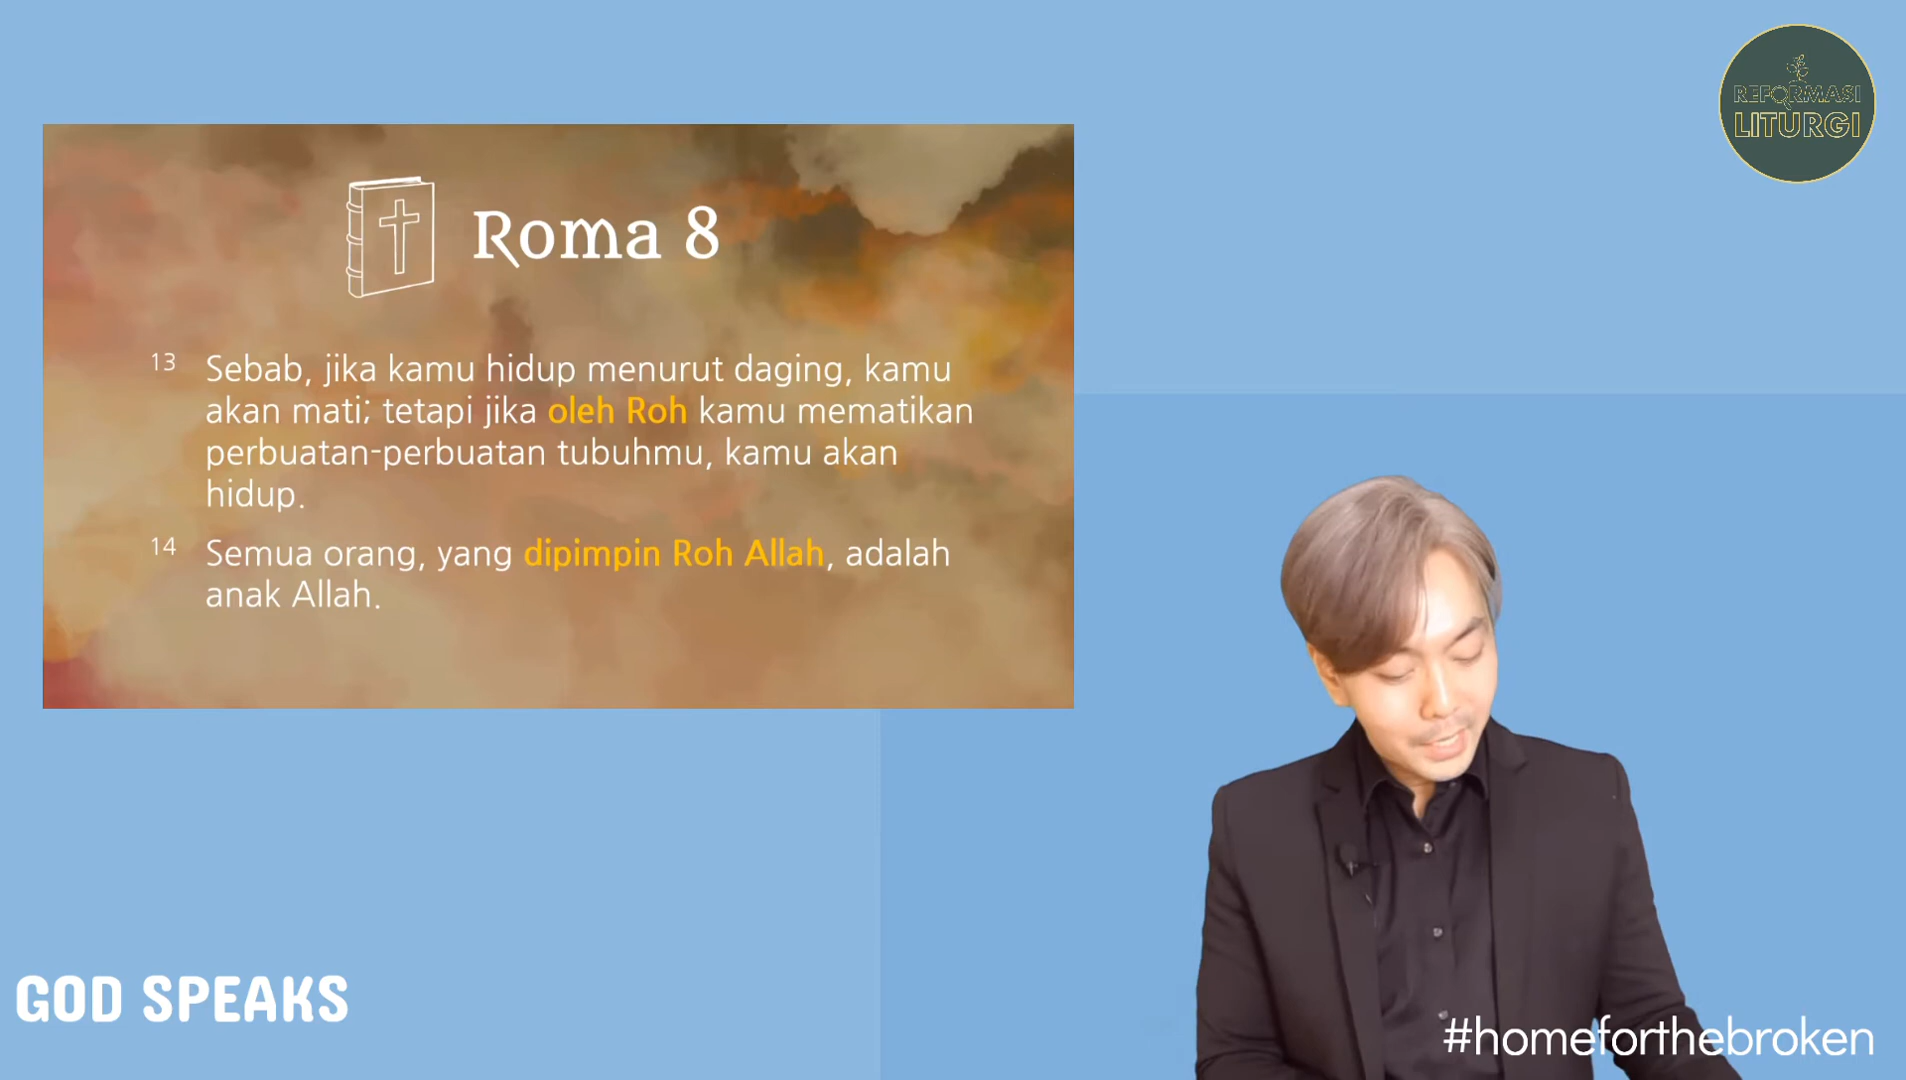 REFORMASI
LITURGI
Roma 8
13 Sebab, jika kamu hidup menurut daging, kamu
akan mati; tetapi jika oleh Roh kamu mematikan
perbuatan-perbuatan tubuhmu, kamu akan
hidup.
14 Semua orang, yang dipimpin Roh Allah, adalah
anak Allah.
GOD SPEAKS
#homeforthebroken